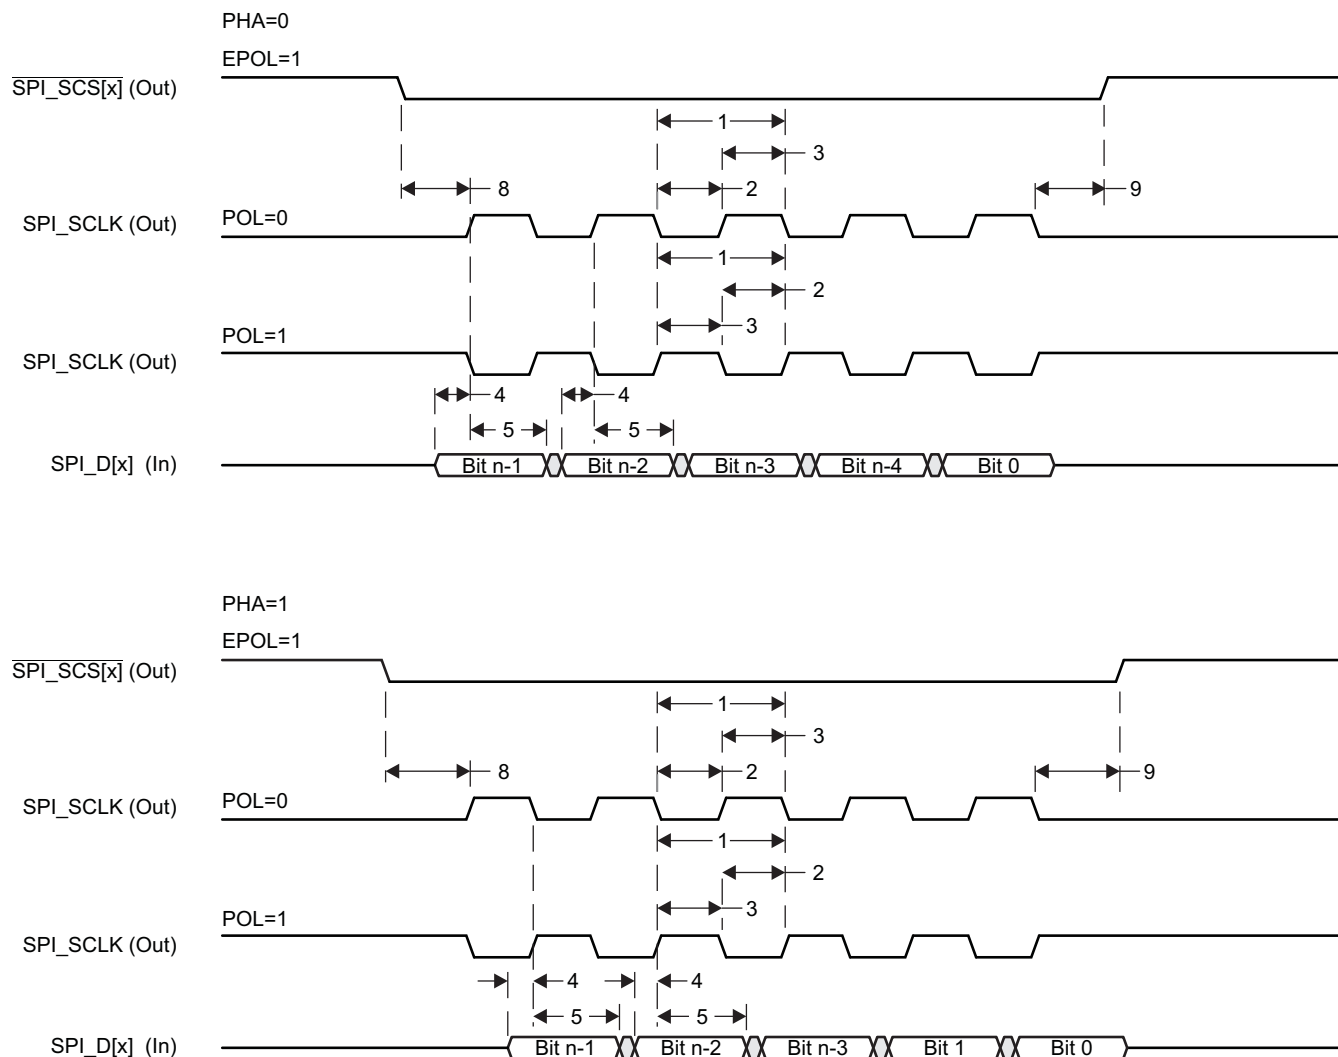 PHA=0
EPOL=1
SPI_SCS[x] (Out)
1
3
8
2
9
SPI_SCLK (Out)
POL=0
1
2
3
POL=1
SPI_SCLK (Out)
4
4
5
5
SPI_D[x] (In)
Bit n-1
Bit n-2
Bit n-3
Bit n-4
Bit 0
PHA=1
EPOL=1
SPI_SCS[x] (Out)
1
3
8
2
9
POL=0
SPI_SCLK (Out)
1
2
3
POL=1
SPI_SCLK (Out)
4
4
5
5
SPI_D[x] (In)
Bit n-1
Bit n-2
Bit n-3
Bit 1
Bit 0